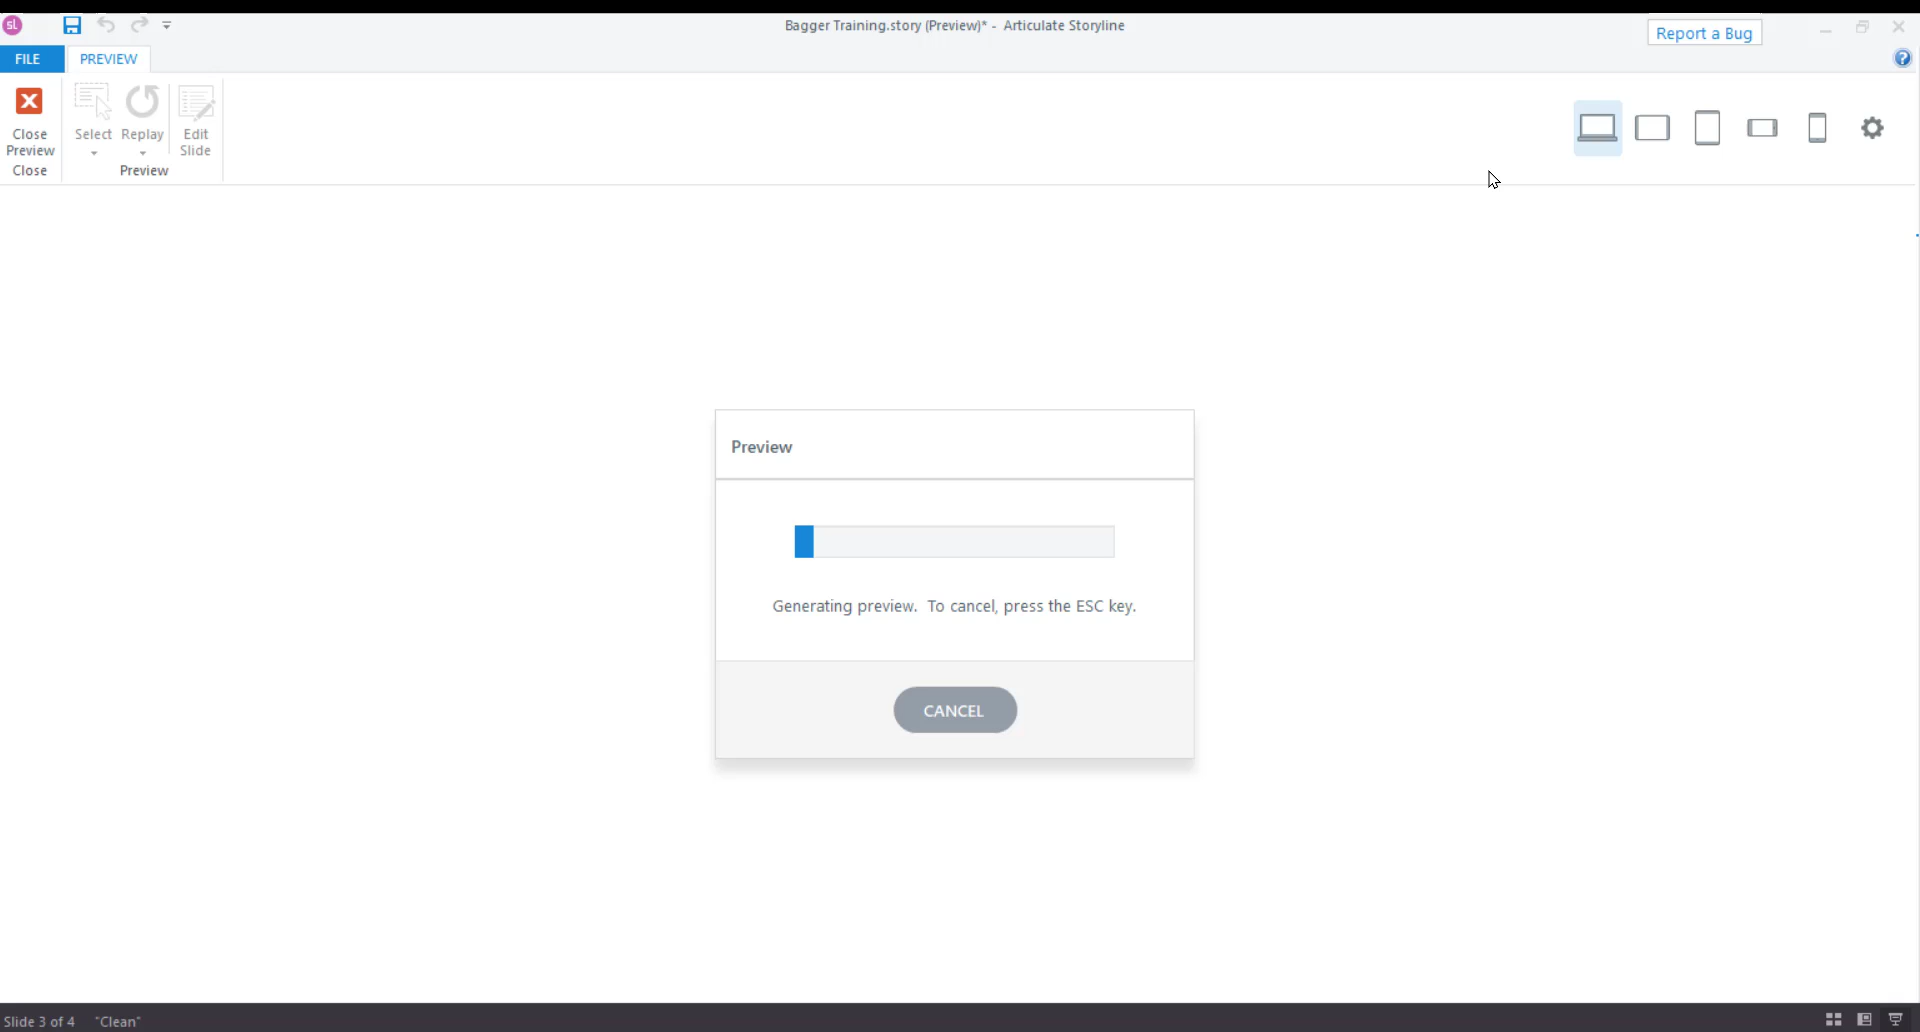 sL
Bagger Training.story (Preview)* - Articulate Storyline
Report a Bug
FILE
PREVIEW
?
Close Preview
Select
Replay
Edit Slide
Close
Preview
Preview
Generating preview. To cancel, press the ESC key.
CANCEL
Slide 3 of 4 "Clean"